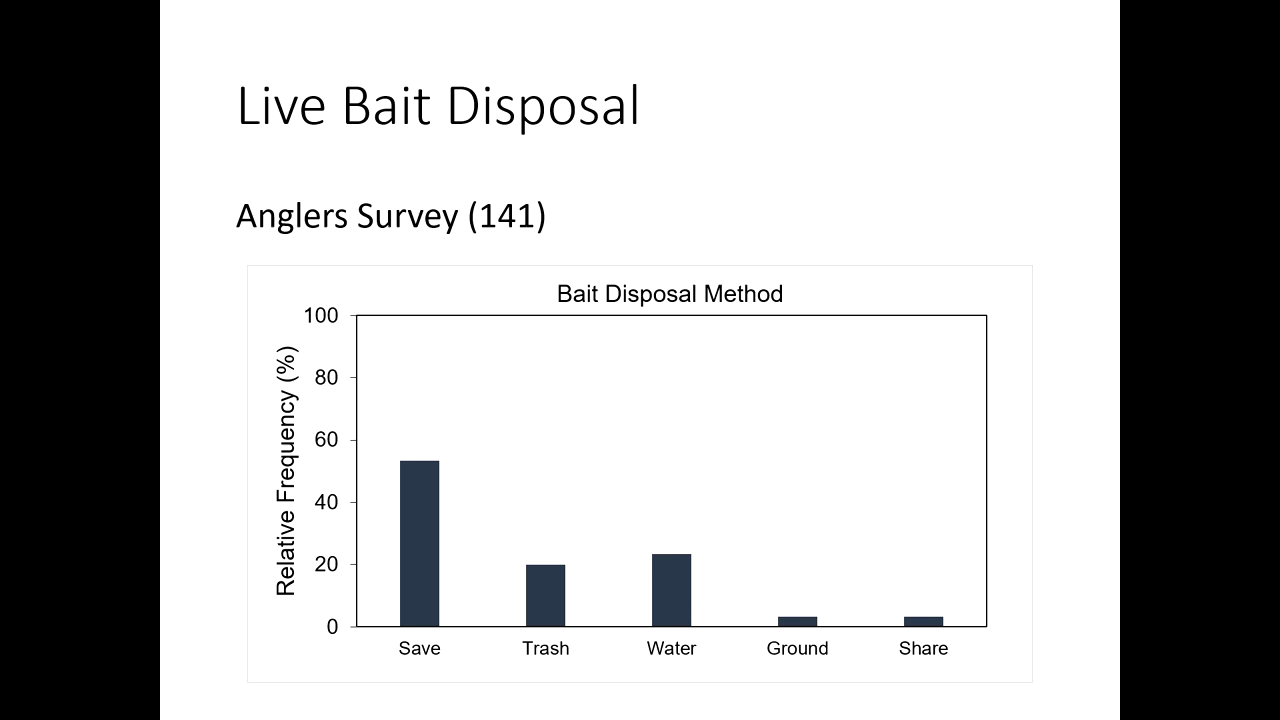 Live Bait Disposal
Anglers Survey (141)
Bait Disposal Method
Relative Frequency (%)
100
80
60
40
20
0
Save Trash Water Ground Share